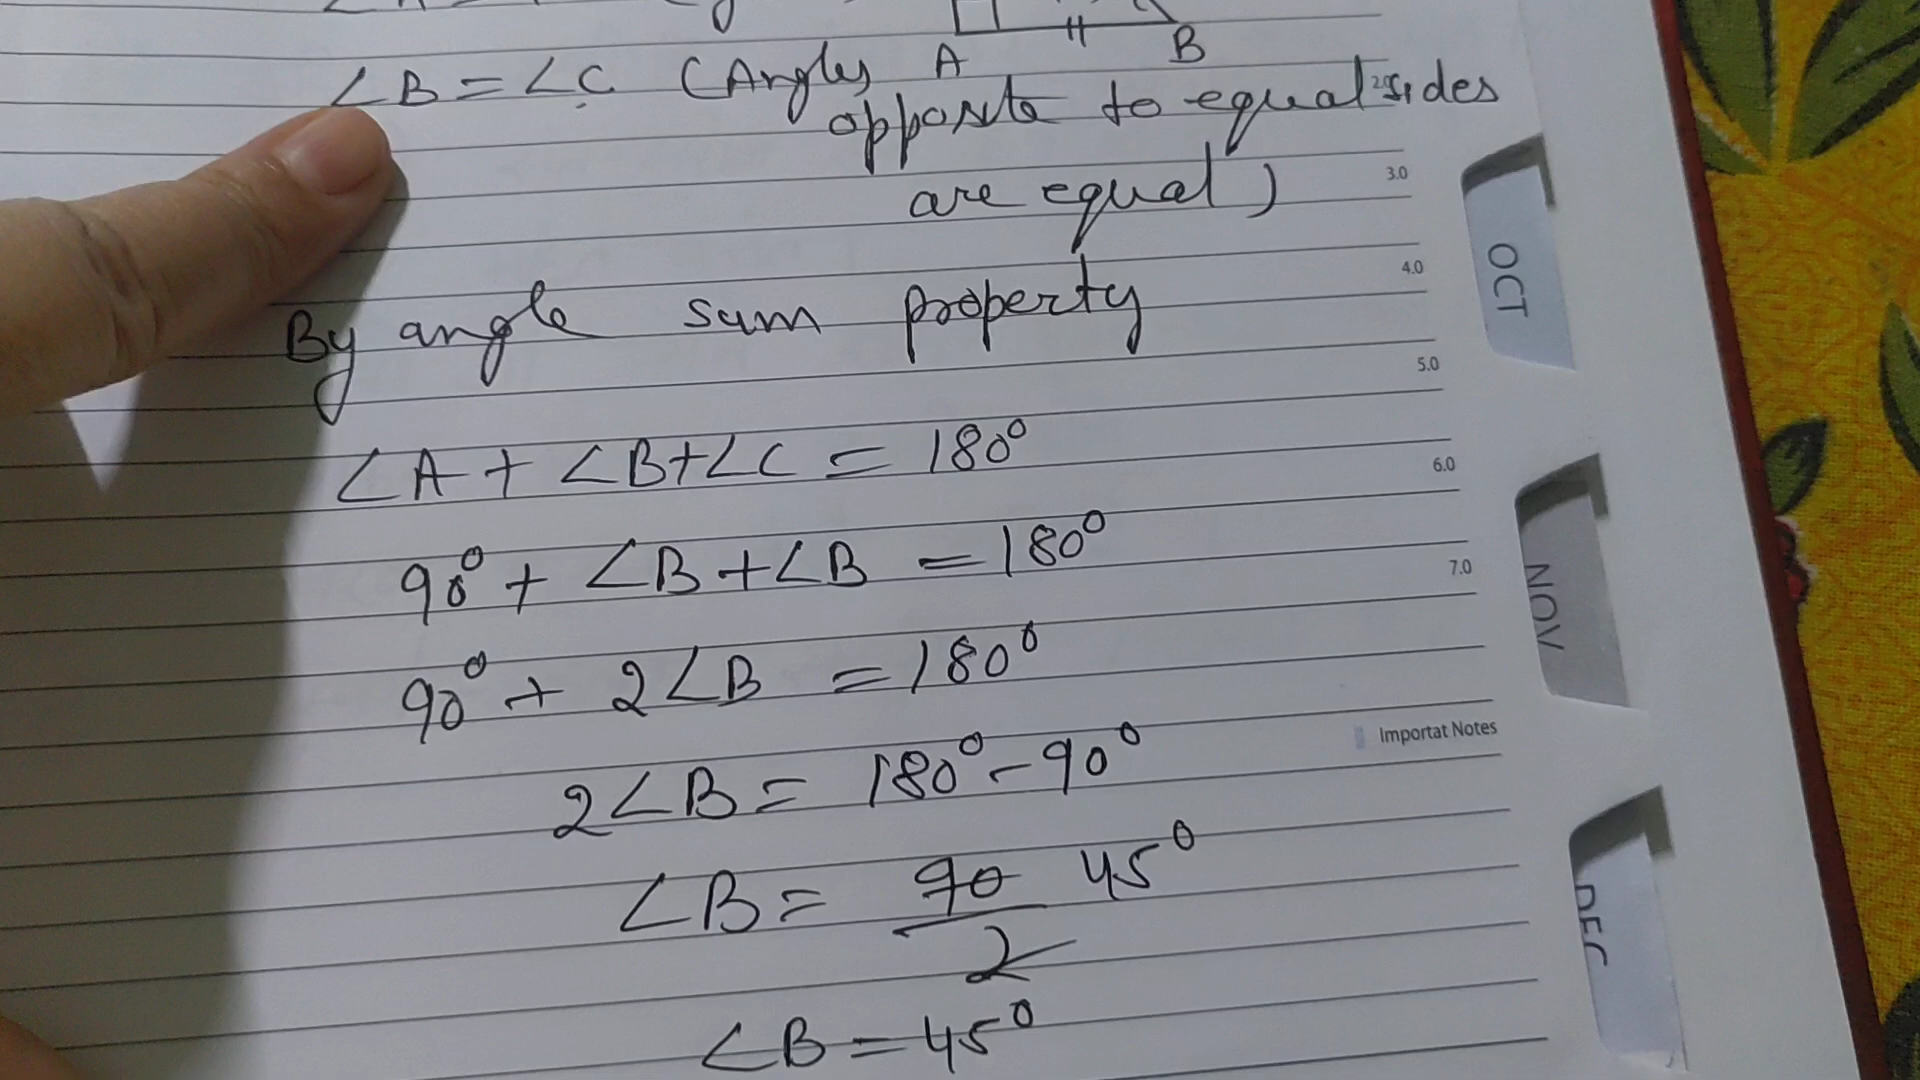 A B
∠B = ∠C (Angles
opposite to equal sides
are equal)
3.0
By angle sum property
4.0
OCT
5.0
∠A + ∠B + ∠C = 180°
6.0
90° + ∠B + ∠B = 180°
7.0
NOV
90° + 2∠B = 180°
Importat Notes
2∠B = 180° - 90°
∠B = 90/2 45°
DEC
∠B = 45°